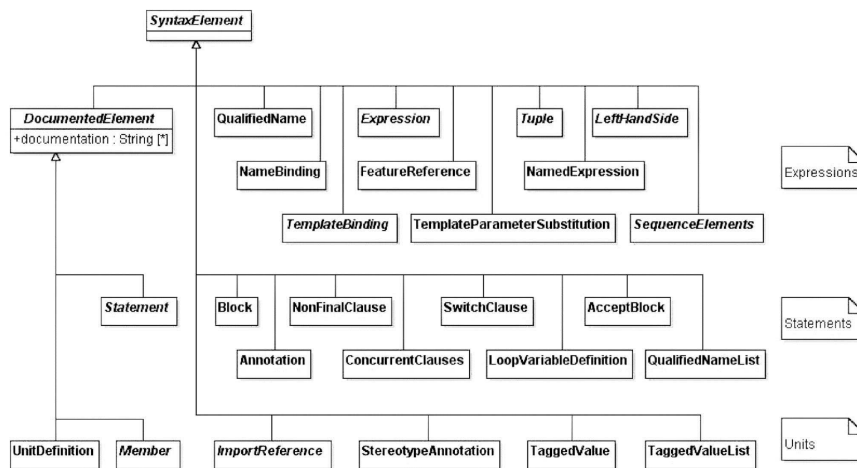 SyntaxElement
DocumentedElement
+documentation : String [*]
QualifiedName
Expression
Tuple
LeftHandSide
NameBinding
FeatureReference
NamedExpression
Expressions
TemplateBinding
TemplateParameterSubstitution
SequenceElements
Statement
Block
NonFinalClause
SwitchClause
AcceptBlock
Statements
Annotation
ConcurrentClauses
LoopVariableDefinition
QualifiedNameList
UnitDefinition
Member
ImportReference
StereotypeAnnotation
TaggedValue
TaggedValueList
Units